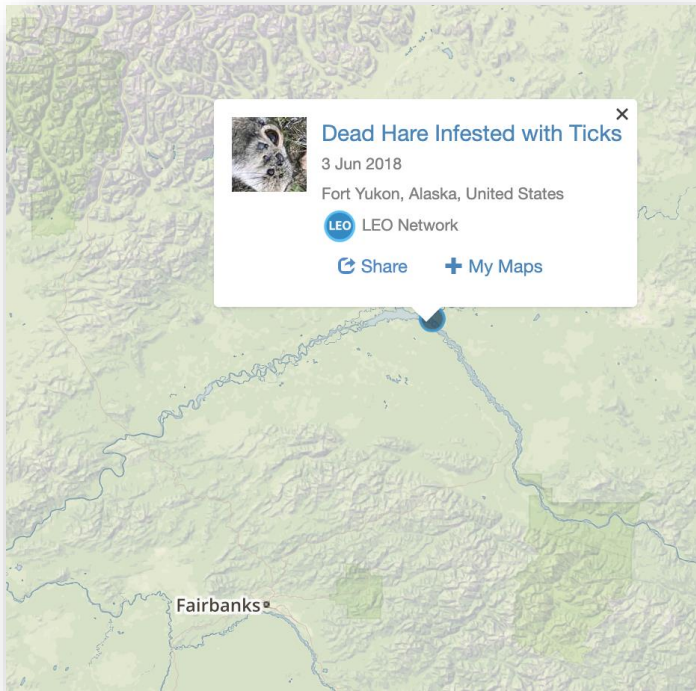 Dead Hare Infested with Ticks
3 Jun 2018
Fort Yukon, Alaska, United States
LEO LEO Network
Share My Maps
Fairbanks